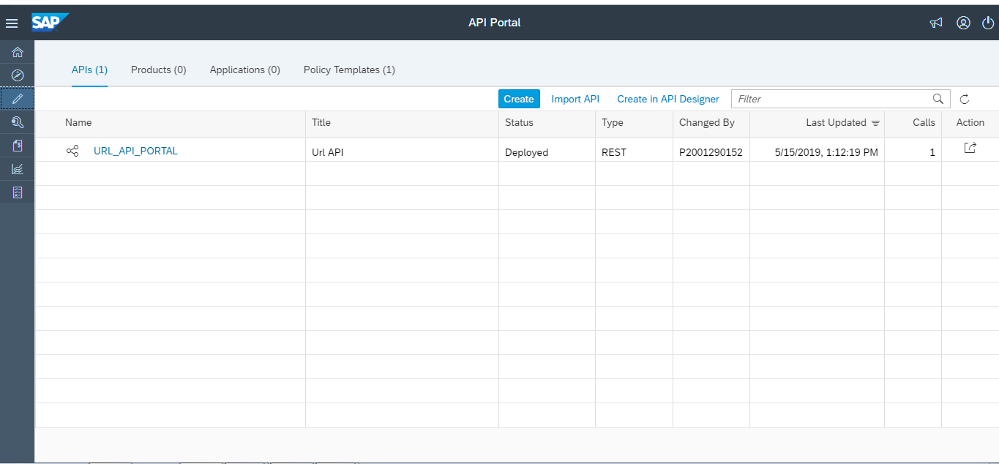 SAP API Portal
APIs (1) Products (0) Applications (0) Policy Templates (1)
Create Import API Create in API Designer Filter
Name Title Status Type Changed By Last Updated Calls Action
URL_API_PORTAL Url API Deployed REST P2001290152 5/15/2019, 1:12:19 PM 1